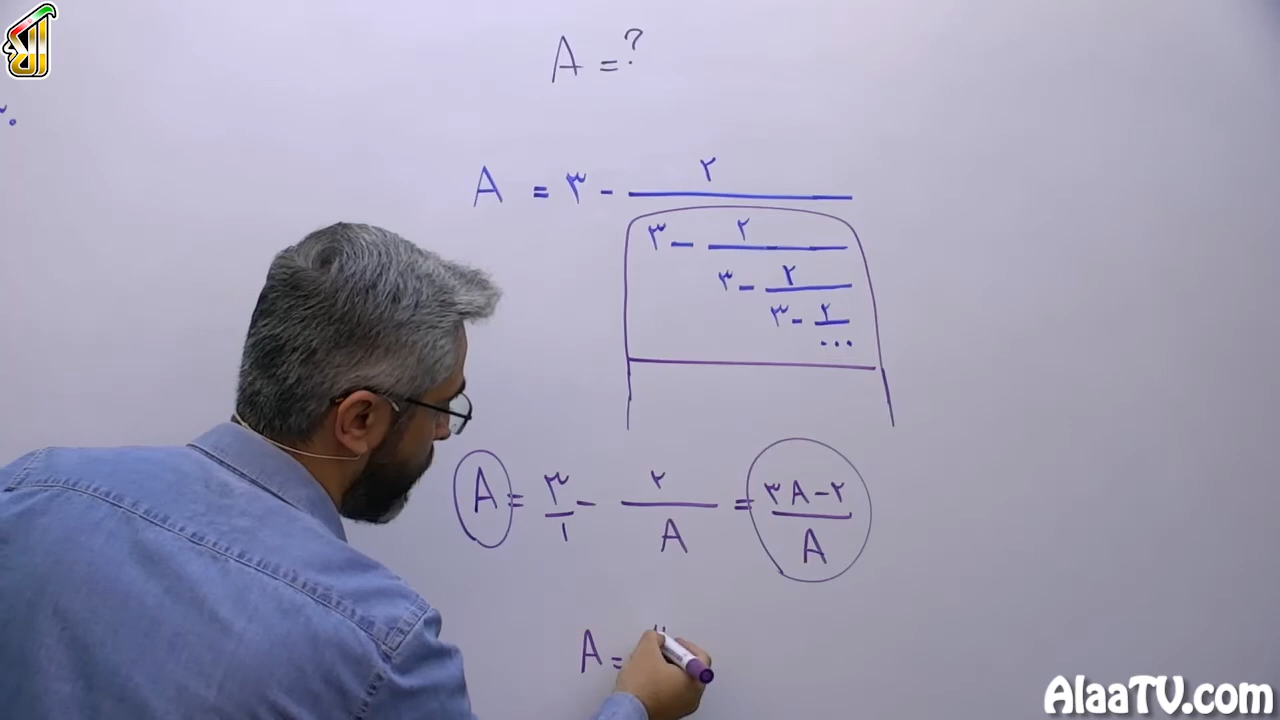 A = ?
A = ۳ - ۲
۳ - ۲
۳ - ۲
۳ - ۲
...
A = ۳/۱ - ۲/A = ۳A - ۲/A
A =
AlaaTV.com